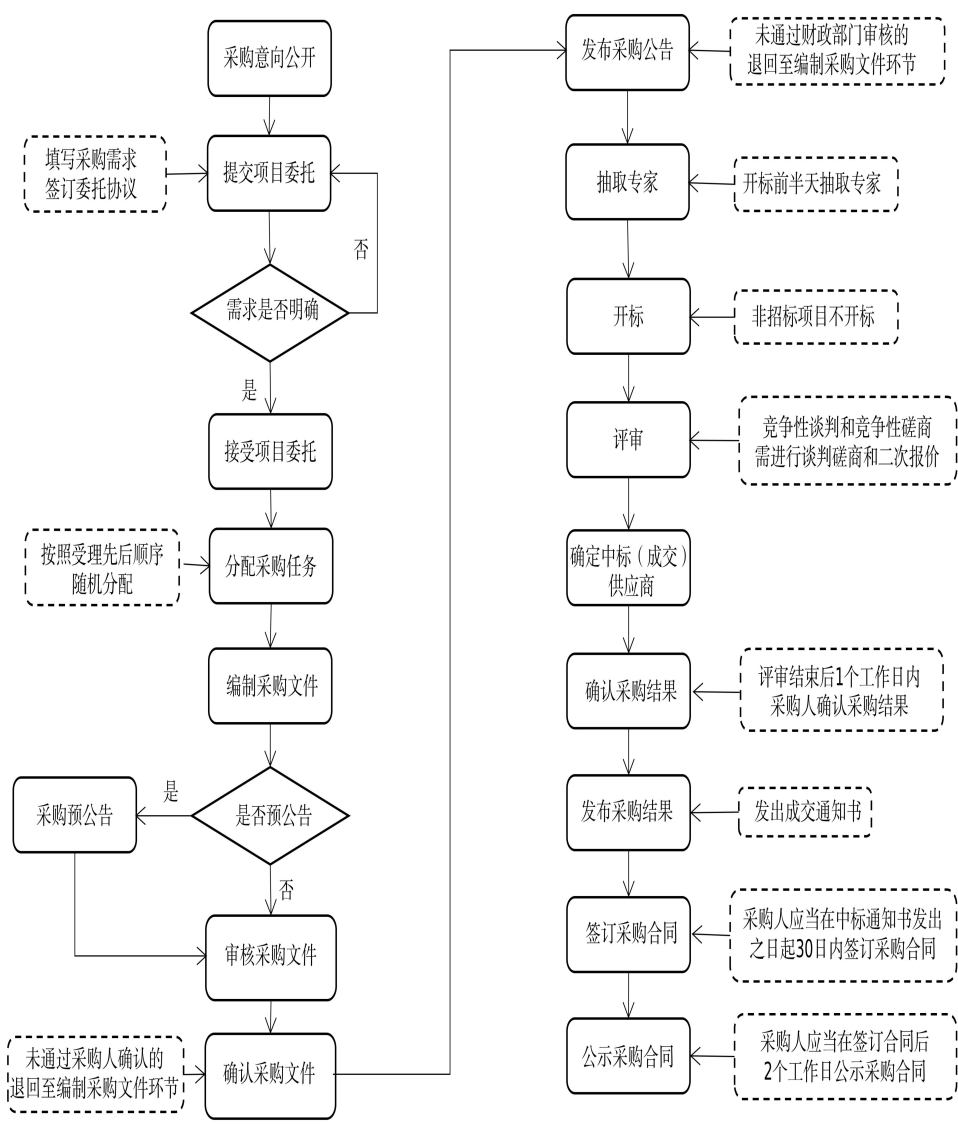 采购意向公开
填写采购需求
签订委托协议
提交项目委托
否
需求是否明确
是
接受项目委托
按照受理先后顺序
随机分配
分配采购任务
编制采购文件
是否预公告
是
采购预公告
否
审核采购文件
未通过采购人确认的
退回至编制采购文件环节
确认采购文件
发布采购公告
未通过财政部门审核的
退回至编制采购文件环节
抽取专家
开标前半天抽取专家
开标
非招标项目不开标
评审
竞争性谈判和竞争性磋商
需进行谈判磋商和二次报价
确定中标（成交）
供应商
确认采购结果
评审结束后1个工作日内
采购人确认采购结果
发布采购结果
发出成交通知书
签订采购合同
采购人应当在中标通知书发出
之日起30日内签订采购合同
公示采购合同
采购人应当在签订合同后
2个工作日公示采购合同